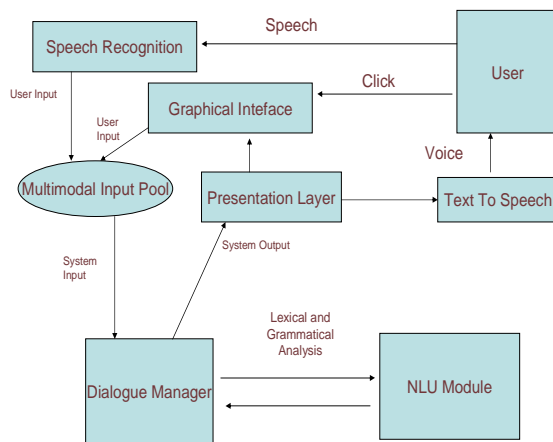 Speech
Speech Recognition
User
Click
User Input
Graphical Inteface
User
Input
Voice
Multimodal Input Pool
Presentation Layer
Text To Speech
System Output
System
Input
Lexical and
Grammatical
Analysis
Dialogue Manager
NLU Module